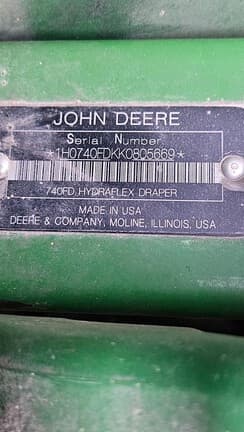 JOHN DEERE
Serial Number
*1H0740FDKK0805669*
740FD,HYDRAFLEX DRAPER
MADE IN USA
DEERE & COMPANY, MOLINE, ILLINOIS, USA